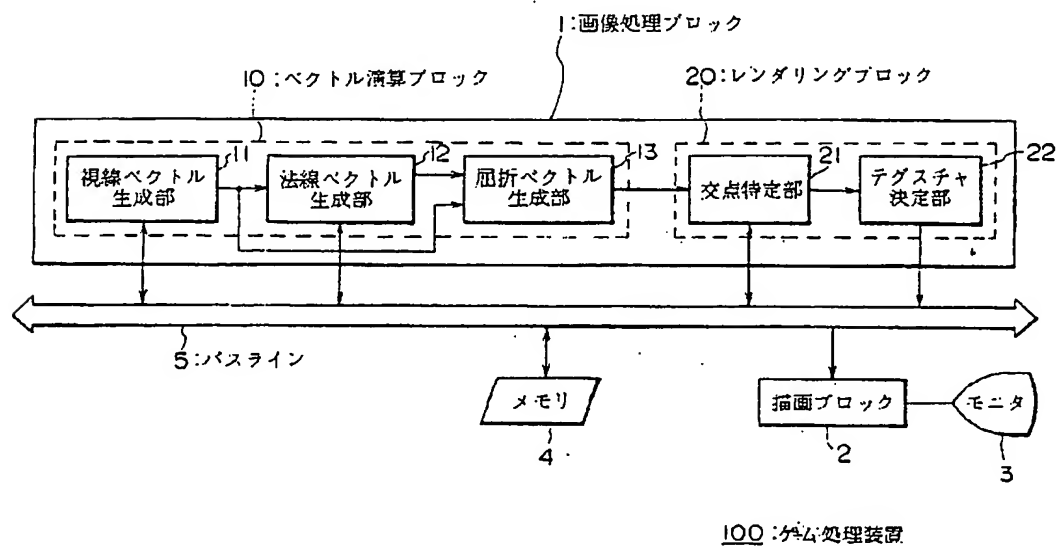 1:画像処理ブロック
10:ベクトル演算ブロック
20:レンダリングブロック
11
視線ベクトル
生成部
12
法線ベクトル
生成部
13
屈折ベクトル
生成部
21
交点特定部
22
テグスチャ
決定部
5:バスライン
メモリ
4
描画ブロック
2
モニタ
3
100:ゲーム処理装置